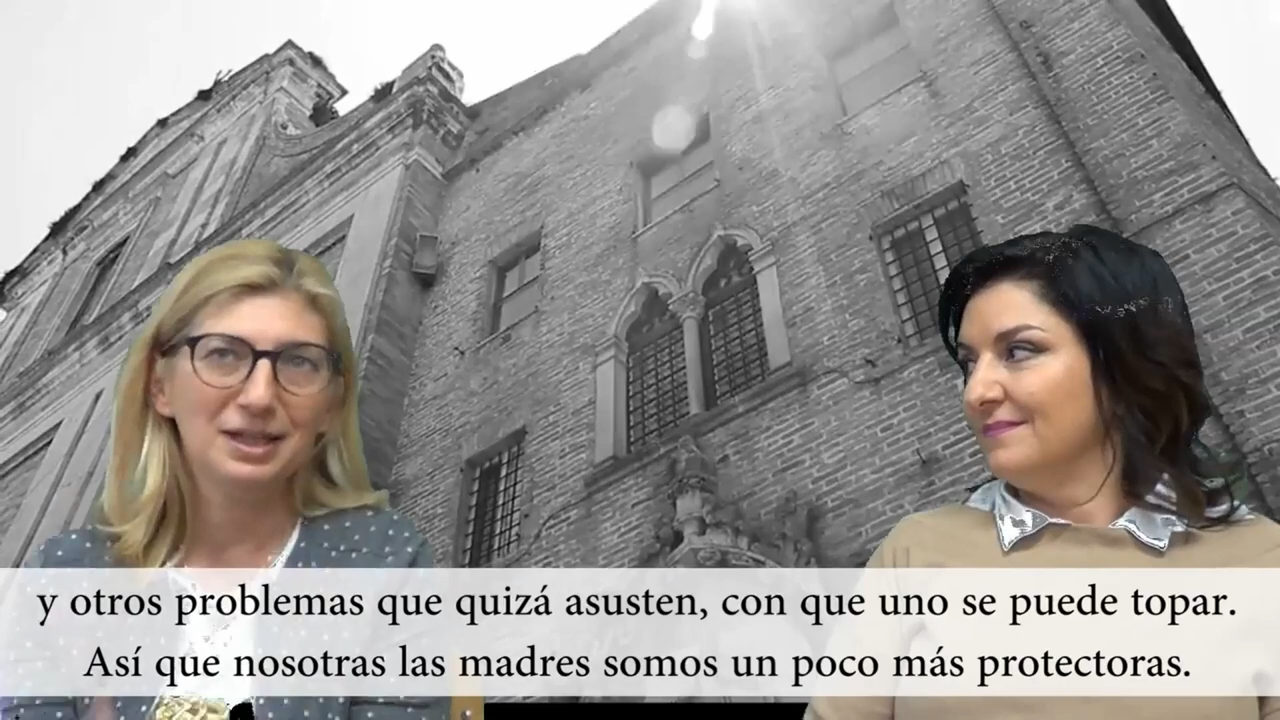 y otros problemas que quizá asusten, con que uno se puede topar.
Así que nosotras las madres somos un poco más protectoras.